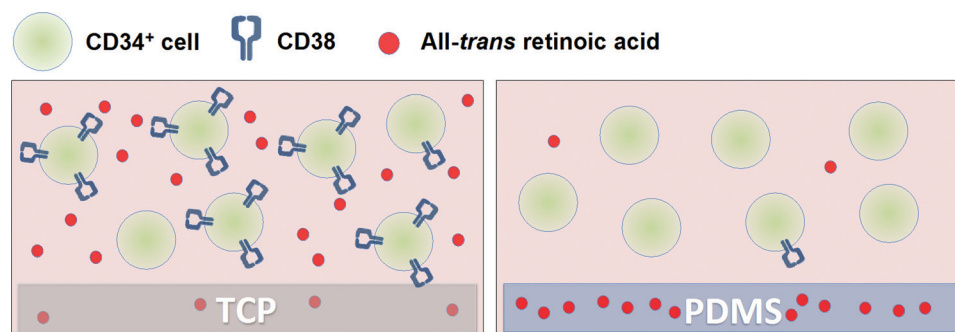 CD34⁺ cell CD38 All-trans retinoic acid
TCP PDMS